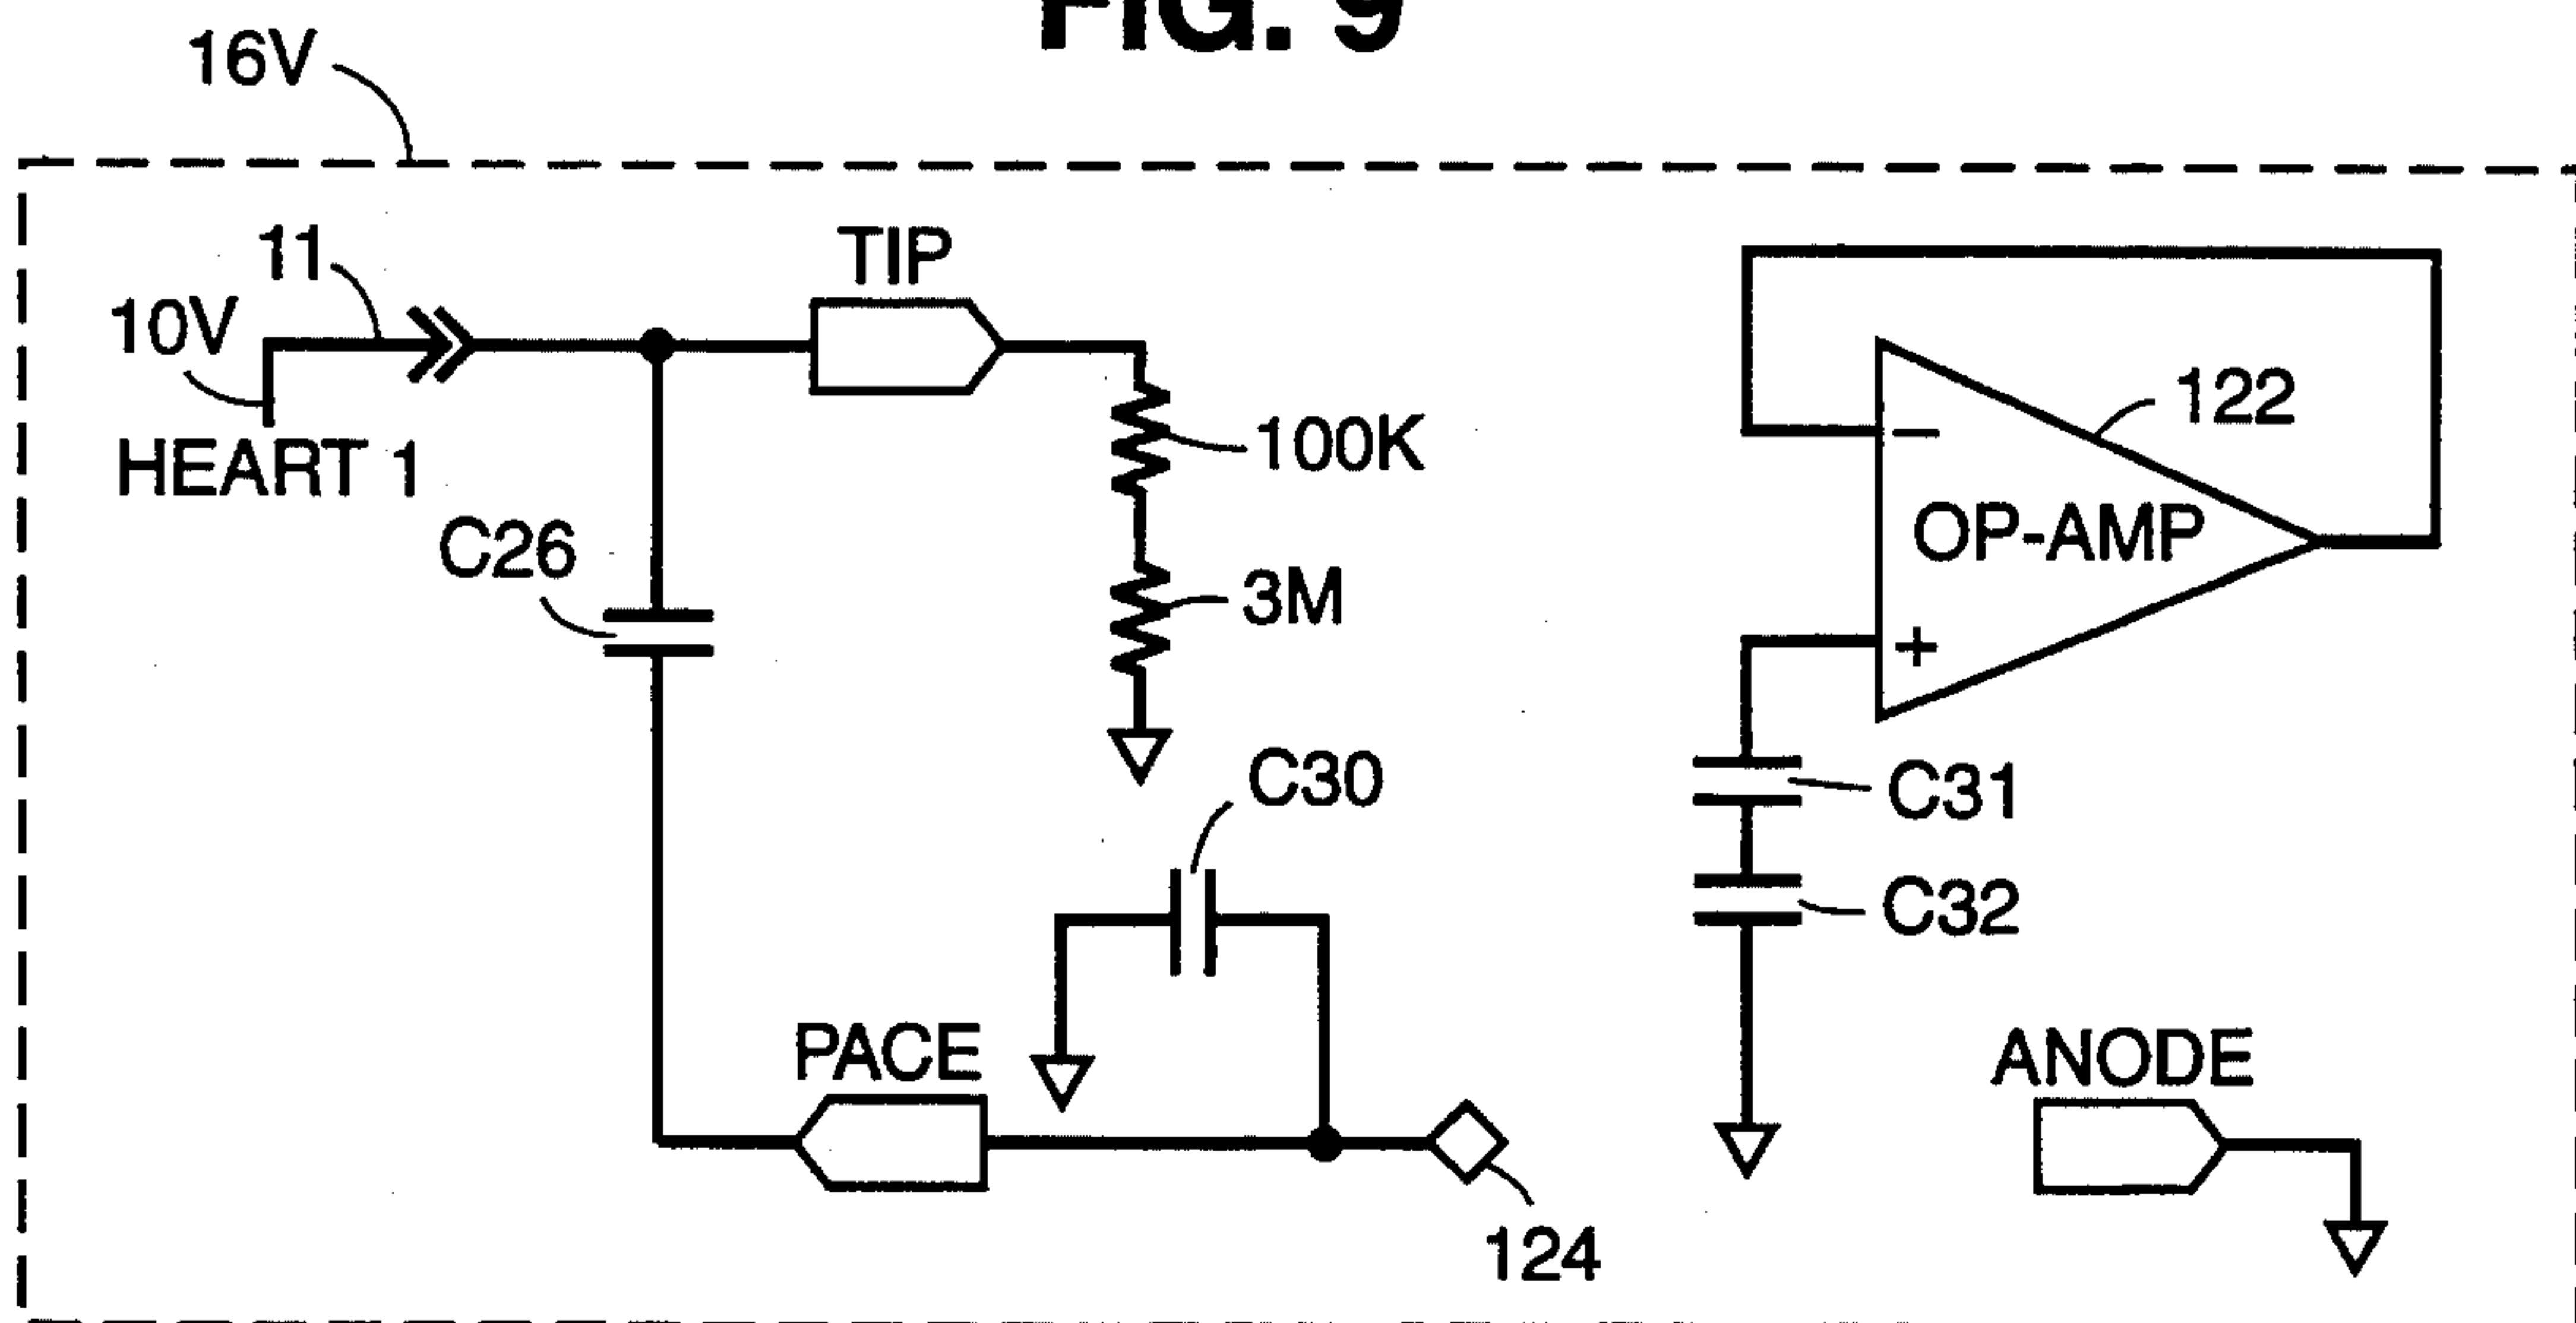 FIG. 9
16V
11
TIP
10V
HEART 1
100K
122
-
OP-AMP
C26
3M
+
C30
C31
C32
PACE
ANODE
124